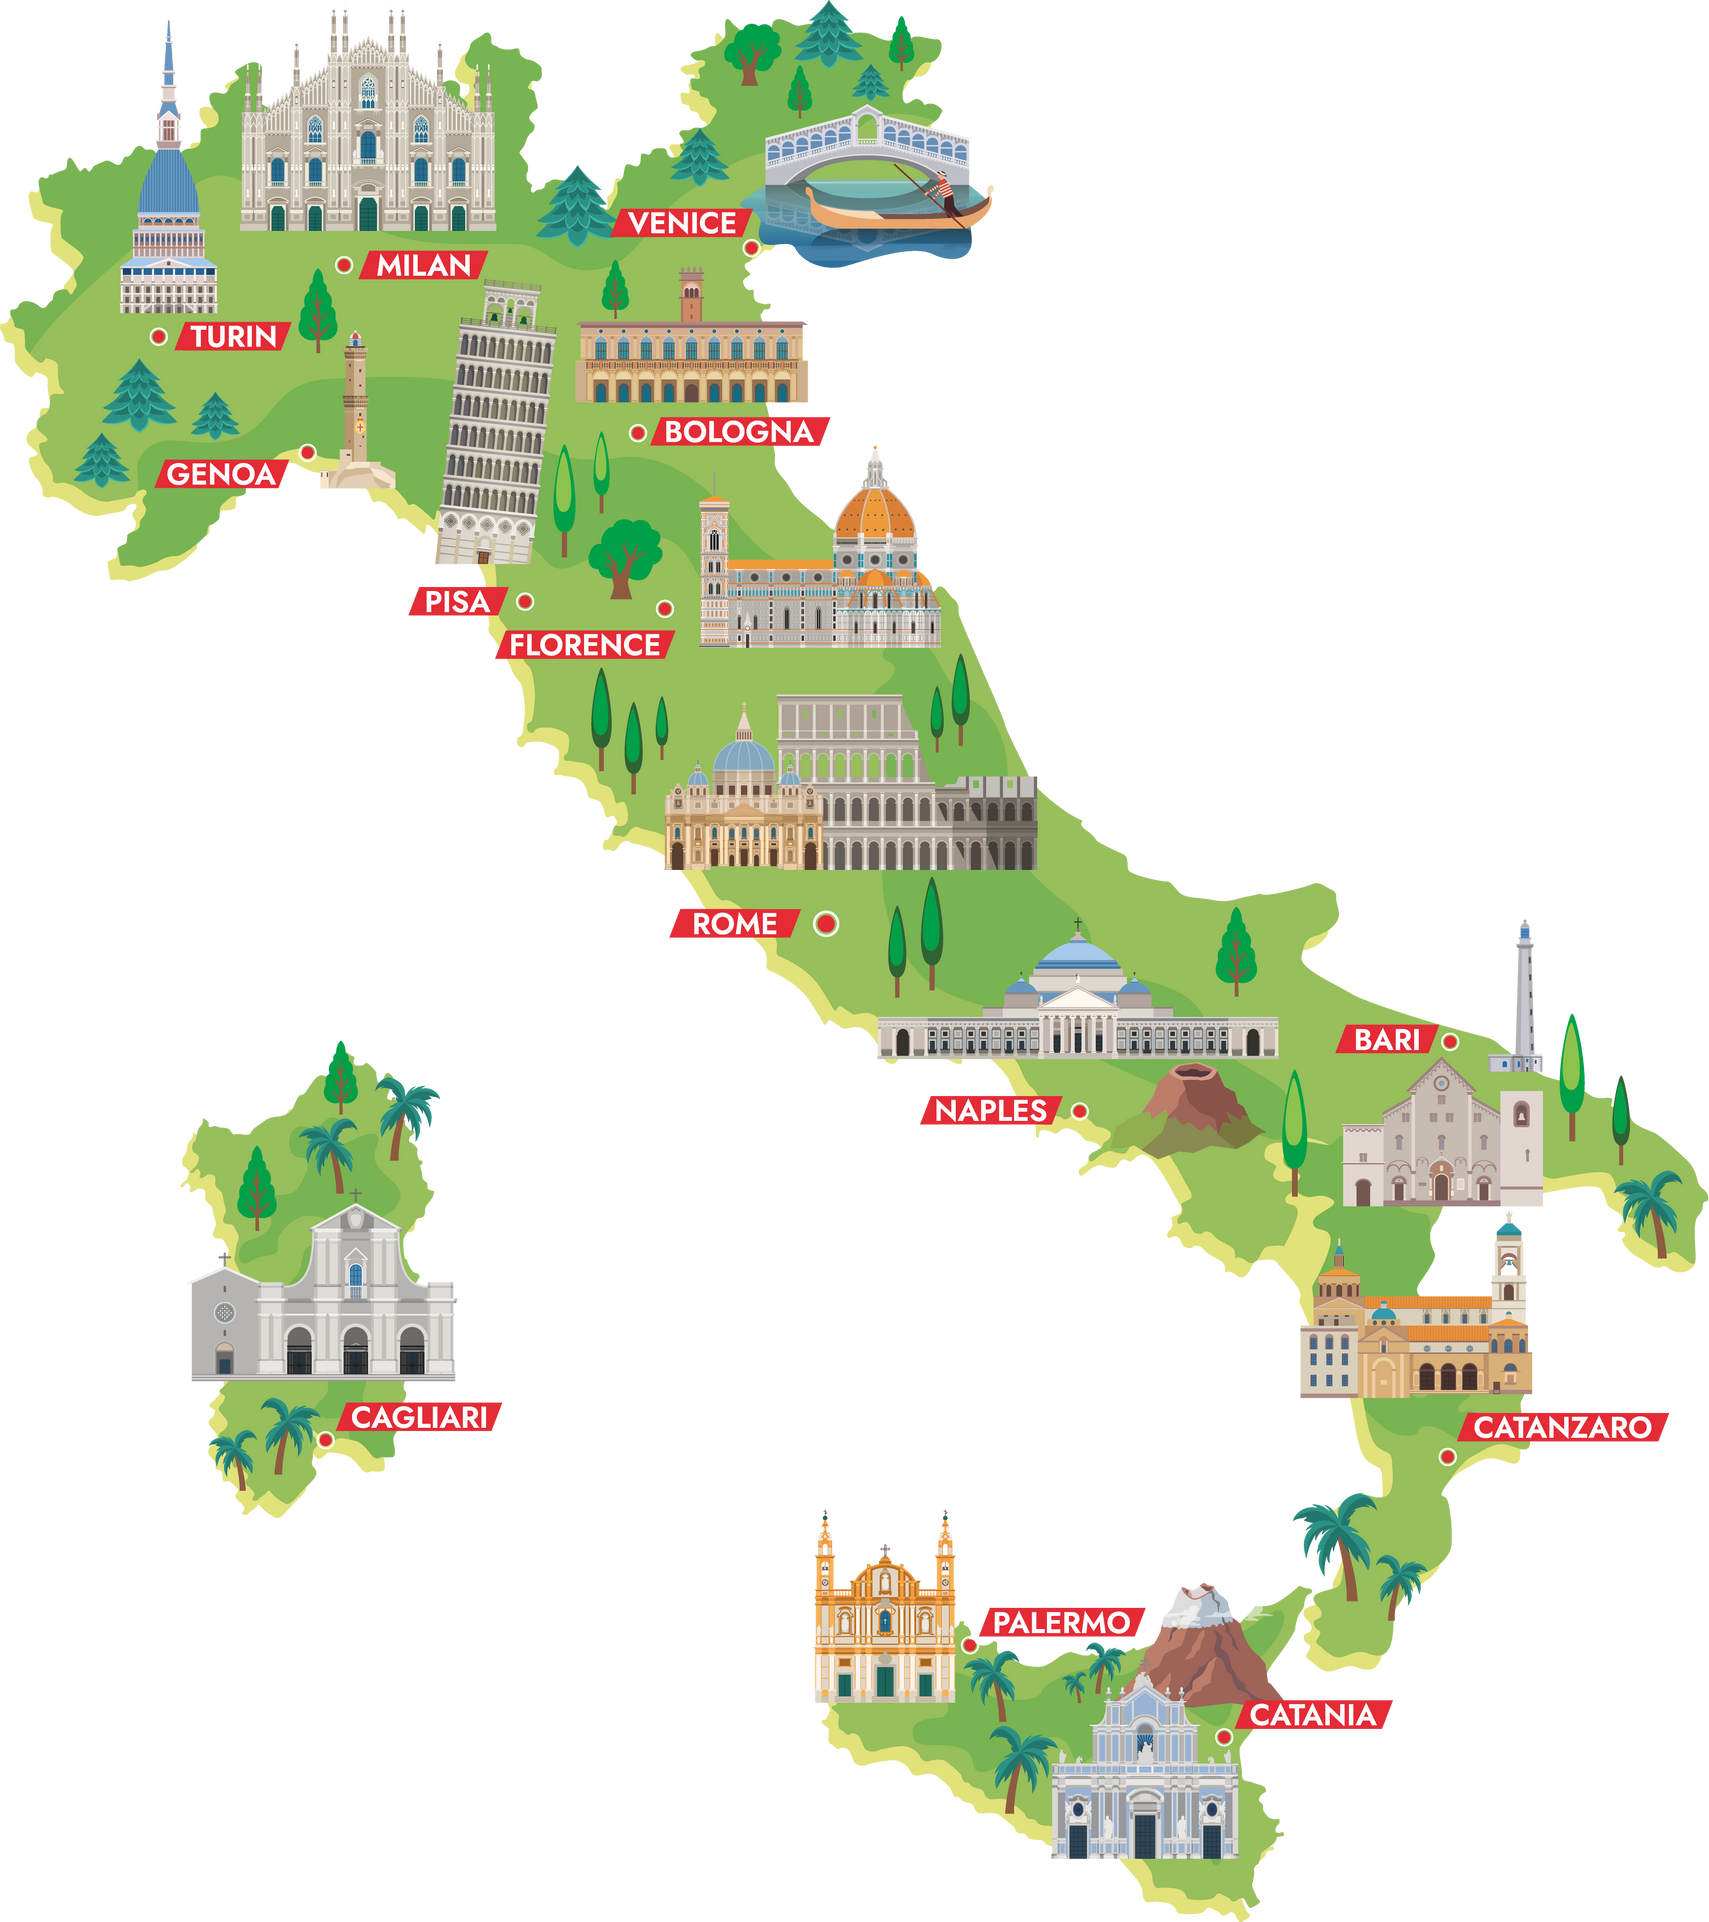 VENICE
MILAN
TURIN
BOLOGNA
GENOA
PISA
FLORENCE
ROME
BARI
NAPLES
CAGLIARI
CATANZARO
PALERMO
CATANIA